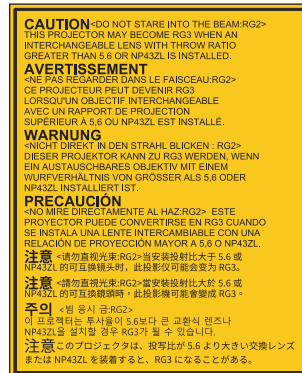 CAUTION<DO NOT STARE INTO THE BEAM:RG2>
THIS PROJECTOR MAY BECOME RG3 WHEN AN
INTERCHANGEABLE LENS WITH THROW RATIO
GREATER THAN 5.6 OR NP43ZL IS INSTALLED.
AVERTISSEMENT
<NE PAS REGARDER DANS LE FAISCEAU:RG2>
CE PROJECTEUR PEUT DEVENIR RG3
LORSQU'UN OBJECTIF INTERCHANGEABLE
AVEC UN RAPPORT DE PROJECTION
SUPÉRIEUR À 5,6 OU NP43ZL EST INSTALLÉ.
WARNUNG
<NICHT DIREKT IN DEN STRAHL BLICKEN : RG2>
DIESER PROJEKTOR KANN ZU RG3 WERDEN, WENN
EIN AUSTAUSCHBARES OBJEKTIV MIT EINEM
WURFVERHÄLTNIS VON GRÖSSER ALS 5,6 ODER
NP43ZL INSTALLIERT IST.
PRECAUCIÓN
<NO MIRE DIRECTAMENTE AL HAZ:RG2> ESTE
PROYECTOR PUEDE CONVERTIRSE EN RG3 CUANDO
SE INSTALA UNA LENTE INTERCAMBIABLE CON UNA
RELACIÓN DE PROYECCIÓN MAYOR A 5,6 O NP43ZL.
注意 <请勿直视光束:RG2>当安装投射比大于 5.6 或
NP43ZL 的可互换镜头时，此投影仪可能会变为 RG3。
注意 <請勿直視光束:RG2>當安裝投射比大於 5.6 或
NP43ZL 的可互換鏡頭時，此投影機可能會變成 RG3。
주의 <빔 응시 금:RG2>
이 프로젝터는 투사율이 5.6보다 큰 교환식 렌즈나
NP43ZL을 설치할 경우 RG3가 될 수 있습니다.
注意このプロジェクタは、投写比が 5.6 より大きい交換レンズ
または NP43ZL を装着すると、RG3 になることがある。